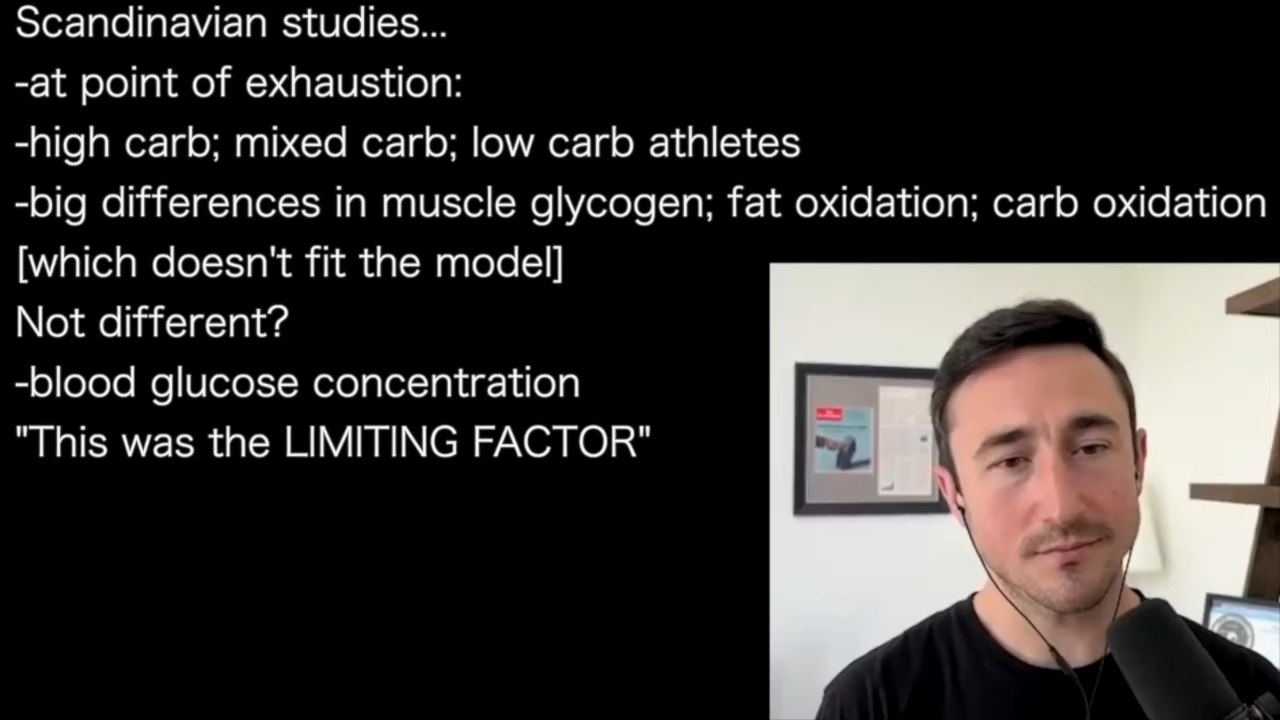 Scandinavian studies...
-at point of exhaustion:
-high carb; mixed carb; low carb athletes
-big differences in muscle glycogen; fat oxidation; carb oxidation
[which doesn't fit the model]
Not different?
-blood glucose concentration
"This was the LIMITING FACTOR"